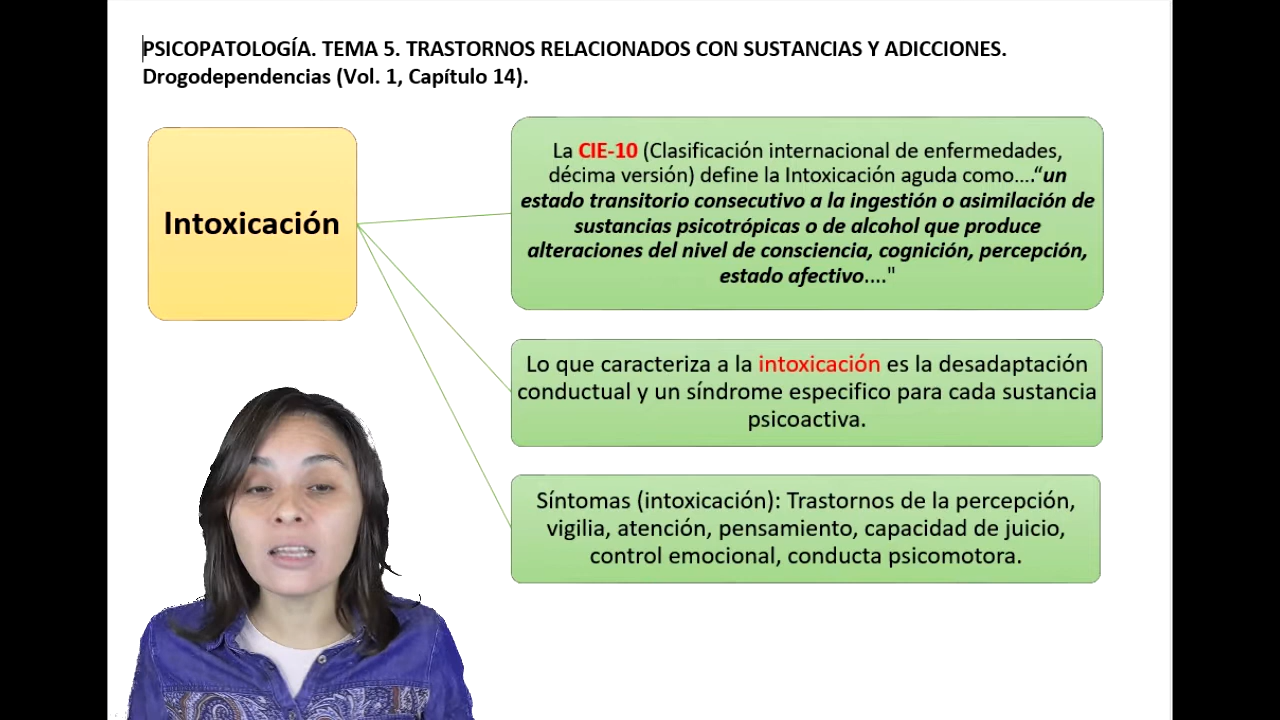 PSICOPATOLOGÍA. TEMA 5. TRASTORNOS RELACIONADOS CON SUSTANCIAS Y ADICCIONES.
Drogodependencias (Vol. 1, Capítulo 14).
Intoxicación
La CIE-10 (Clasificación internacional de enfermedades,
décima versión) define la Intoxicación aguda como....“un
estado transitorio consecutivo a la ingestión o asimilación de
sustancias psicotrópicas o de alcohol que produce
alteraciones del nivel de consciencia, cognición, percepción,
estado afectivo...."
Lo que caracteriza a la intoxicación es la desadaptación
conductual y un síndrome especifico para cada sustancia
psicoactiva.
Síntomas (intoxicación): Trastornos de la percepción,
vigilia, atención, pensamiento, capacidad de juicio,
control emocional, conducta psicomotora.